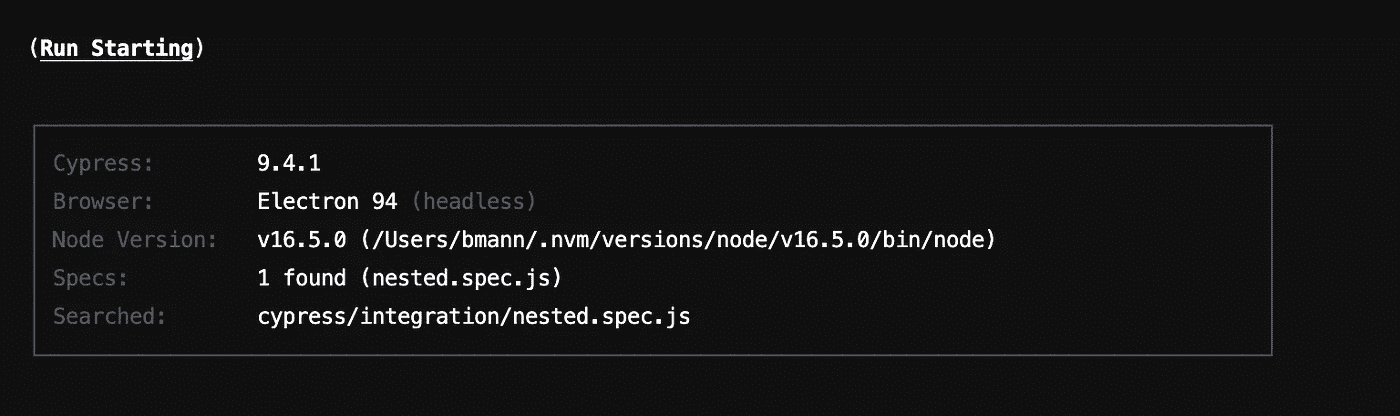 (Run Starting)
Cypress: 9.4.1
Browser: Electron 94 (headless)
Node Version: v16.5.0 (/Users/bmann/.nvm/versions/node/v16.5.0/bin/node)
Specs: 1 found (nested.spec.js)
Searched: cypress/integration/nested.spec.js